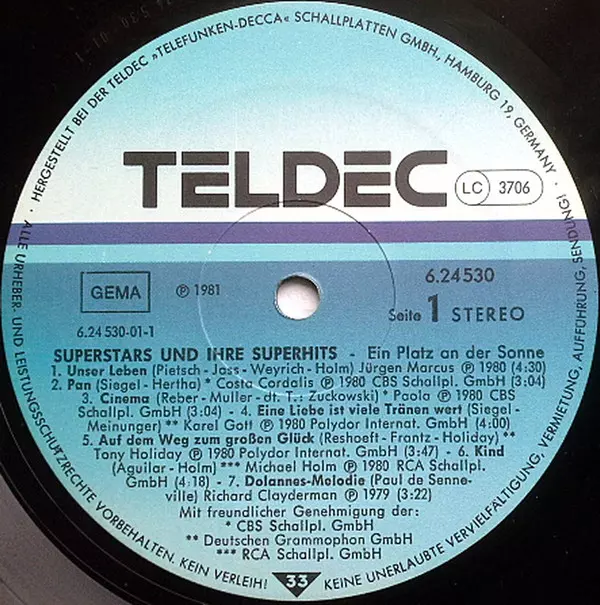 · HERGESTELLT BEI DER TELDEC »TELEFUNKEN-DECCA« SCHALLPLATTEN GMBH., HAMBURG 19, GERMANY ·
TELDEC
LC 3706
GEMA
℗ 1981
6.24530
6.24 530-01-1
Seite 1 STEREO
SUPERSTARS UND IHRE SUPERHITS - Ein Platz an der Sonne
1. Unser Leben (Pietsch - Jass - Weyrich - Holm) Jürgen Marcus ℗ 1980 (4:30)
2. Pan (Siegel - Hertha) * Costa Cordalis ℗ 1980 CBS Schallpl. GmbH (3:04)
3. Cinema (Reber - Muller - dt. T.: Zuckowski) * Paola ℗ 1980 CBS
Schallpl. GmbH (3:04) - 4. Eine Liebe ist viele Tränen wert (Siegel -
Meinunger) ** Karel Gott ℗ 1980 Polydor Internat. GmbH (4:00)
5. Auf dem Weg zum großen Glück (Reshoeft - Frantz - Holiday) **
Tony Holiday ℗ 1980 Polydor Internat. GmbH (3:47) - 6. Kind
(Aguilar - Holm) *** Michael Holm ℗ 1980 RCA Schallpl.
GmbH (4:18) - 7. Dolannes-Melodie (Paul de Senne-
ville) Richard Clayderman ℗ 1979 (3:22)
Mit freundlicher Genehmigung der:
* CBS Schallpl. GmbH
** Deutschen Grammophon GmbH
*** RCA Schallpl. GmbH
33
ALLE URHEBER- UND LEISTUNGSSCHUTZRECHTE VORBEHALTEN. KEIN VERLEIH! KEINE UNERLAUBTE VERVIELFÄLTIGUNG, VERMIETUNG, AUFFÜHRUNG, SENDUNG!